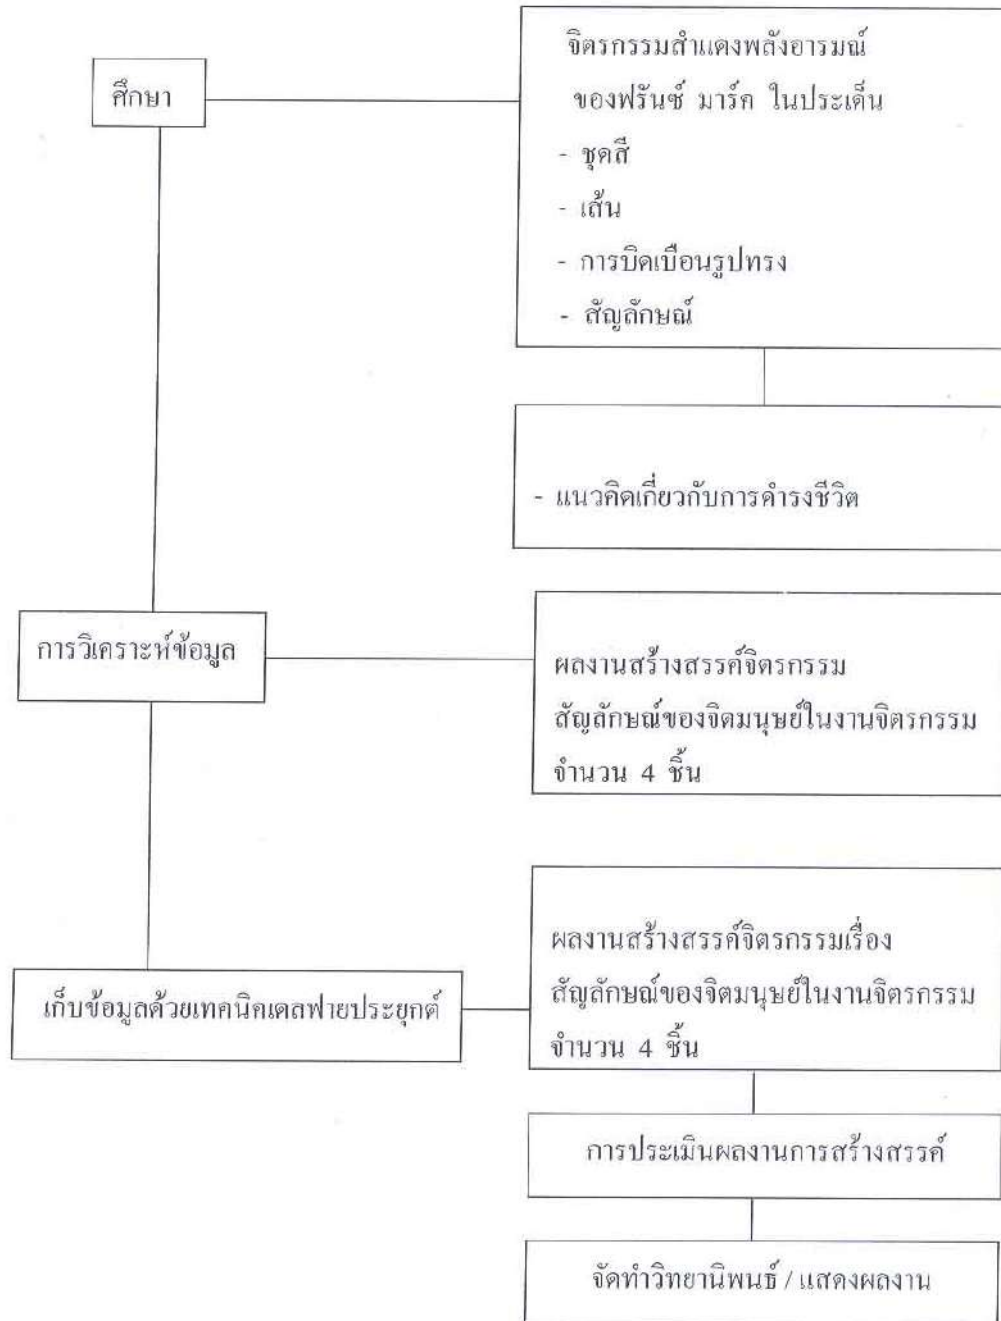 ศึกษา
จิตรกรรมสำแดงพลังอารมณ์
ของฟรันซ์ มาร์ค ในประเด็น
- ชุดสี
- เส้น
- การบิดเบือนรูปทรง
- สัญลักษณ์
- แนวคิดเกี่ยวกับการดำรงชีวิต
การวิเคราะห์ข้อมูล
ผลงานสร้างสรรค์จิตรกรรม
สัญลักษณ์ของจิตมนุษย์ในงานจิตรกรรม
จำนวน 4 ชิ้น
เก็บข้อมูลด้วยเทคนิคเดลฟายประยุกต์
ผลงานสร้างสรรค์จิตรกรรมเรื่อง
สัญลักษณ์ของจิตมนุษย์ในงานจิตรกรรม
จำนวน 4 ชิ้น
การประเมินผลงานการสร้างสรรค์
จัดทำวิทยานิพนธ์ / แสดงผลงาน